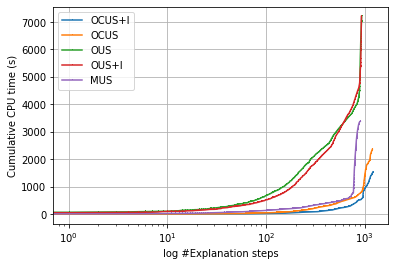 7000
6000
5000
4000
3000
2000
1000
0
Cumulative CPU time (s)
OCUS+I
OCUS
OUS
OUS+I
MUS
10⁰
10¹
10²
10³
log #Explanation steps